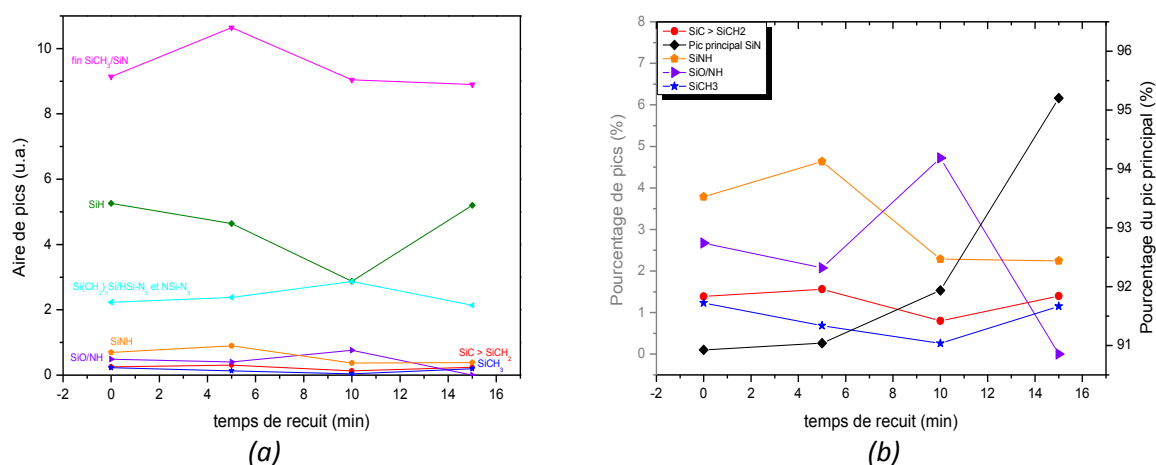 10
8
6
4
2
0
Aire de pics (u.a.)
fin SiCH3/SiN
SiH
Si(CH2)n Si/HSi-N3 et NSi-N3
SiNH
SiO/NH
SiC > SiCH2
SiCH3
-2 0 2 4 6 8 10 12 14 16
temps de recuit (min)
(a)
8
7
6
5
4
3
2
1
0
Pourcentage de pics (%)
SiC > SiCH2
Pic principal SiN
SiNH
SiO/NH
SiCH3
96
95
94
93
92
91
Pourcentage du pic principal (%)
-2 0 2 4 6 8 10 12 14 16
temps de recuit (min)
(b)